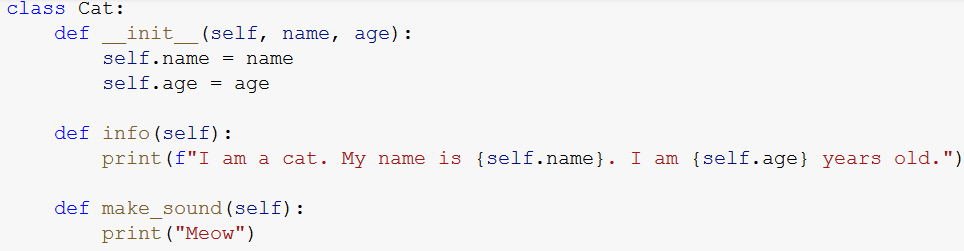 class Cat:
    def __init__(self, name, age):
        self.name = name
        self.age = age
    def info(self):
        print(f"I am a cat. My name is {self.name}. I am {self.age} years old.")
    def make_sound(self):
        print("Meow")